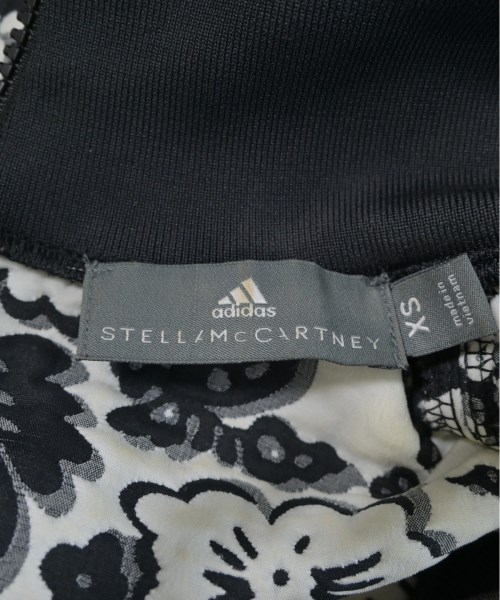 adidas
STELLAMcCARTNEY
XS
made in
vietnam